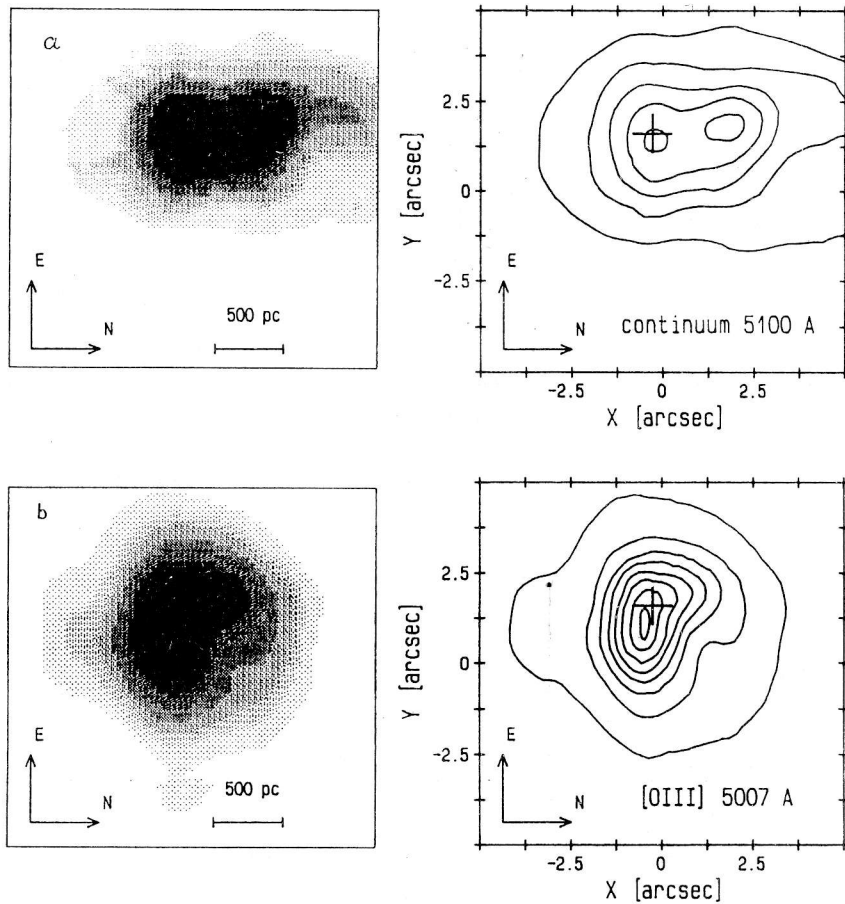 a
E
N
500 pc
2.5
0
-2.5
Y [arcsec]
E
N
continuum 5100 A
-2.5
0
2.5
X [arcsec]
b
E
N
500 pc
2.5
0
-2.5
Y [arcsec]
E
N
[OIII] 5007 A
-2.5
0
2.5
X [arcsec]